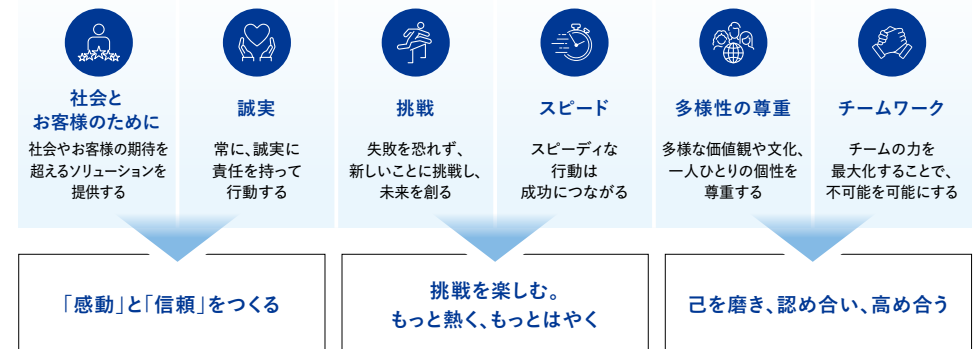 社会と
お客様のために
社会やお客様の期待を
超えるソリューションを
提供する
誠実
常に、誠実に
責任を持って
行動する
挑戦
失敗を恐れず、
新しいことに挑戦し、
未来を創る
スピード
スピーディな
行動は
成功につながる
多様性の尊重
多様な価値観や文化、
一人ひとりの個性を
尊重する
チームワーク
チームの力を
最大化することで、
不可能を可能にする
「感動」と「信頼」をつくる
挑戦を楽しむ。
もっと熱く、もっとはやく
己を磨き、認め合い、高め合う